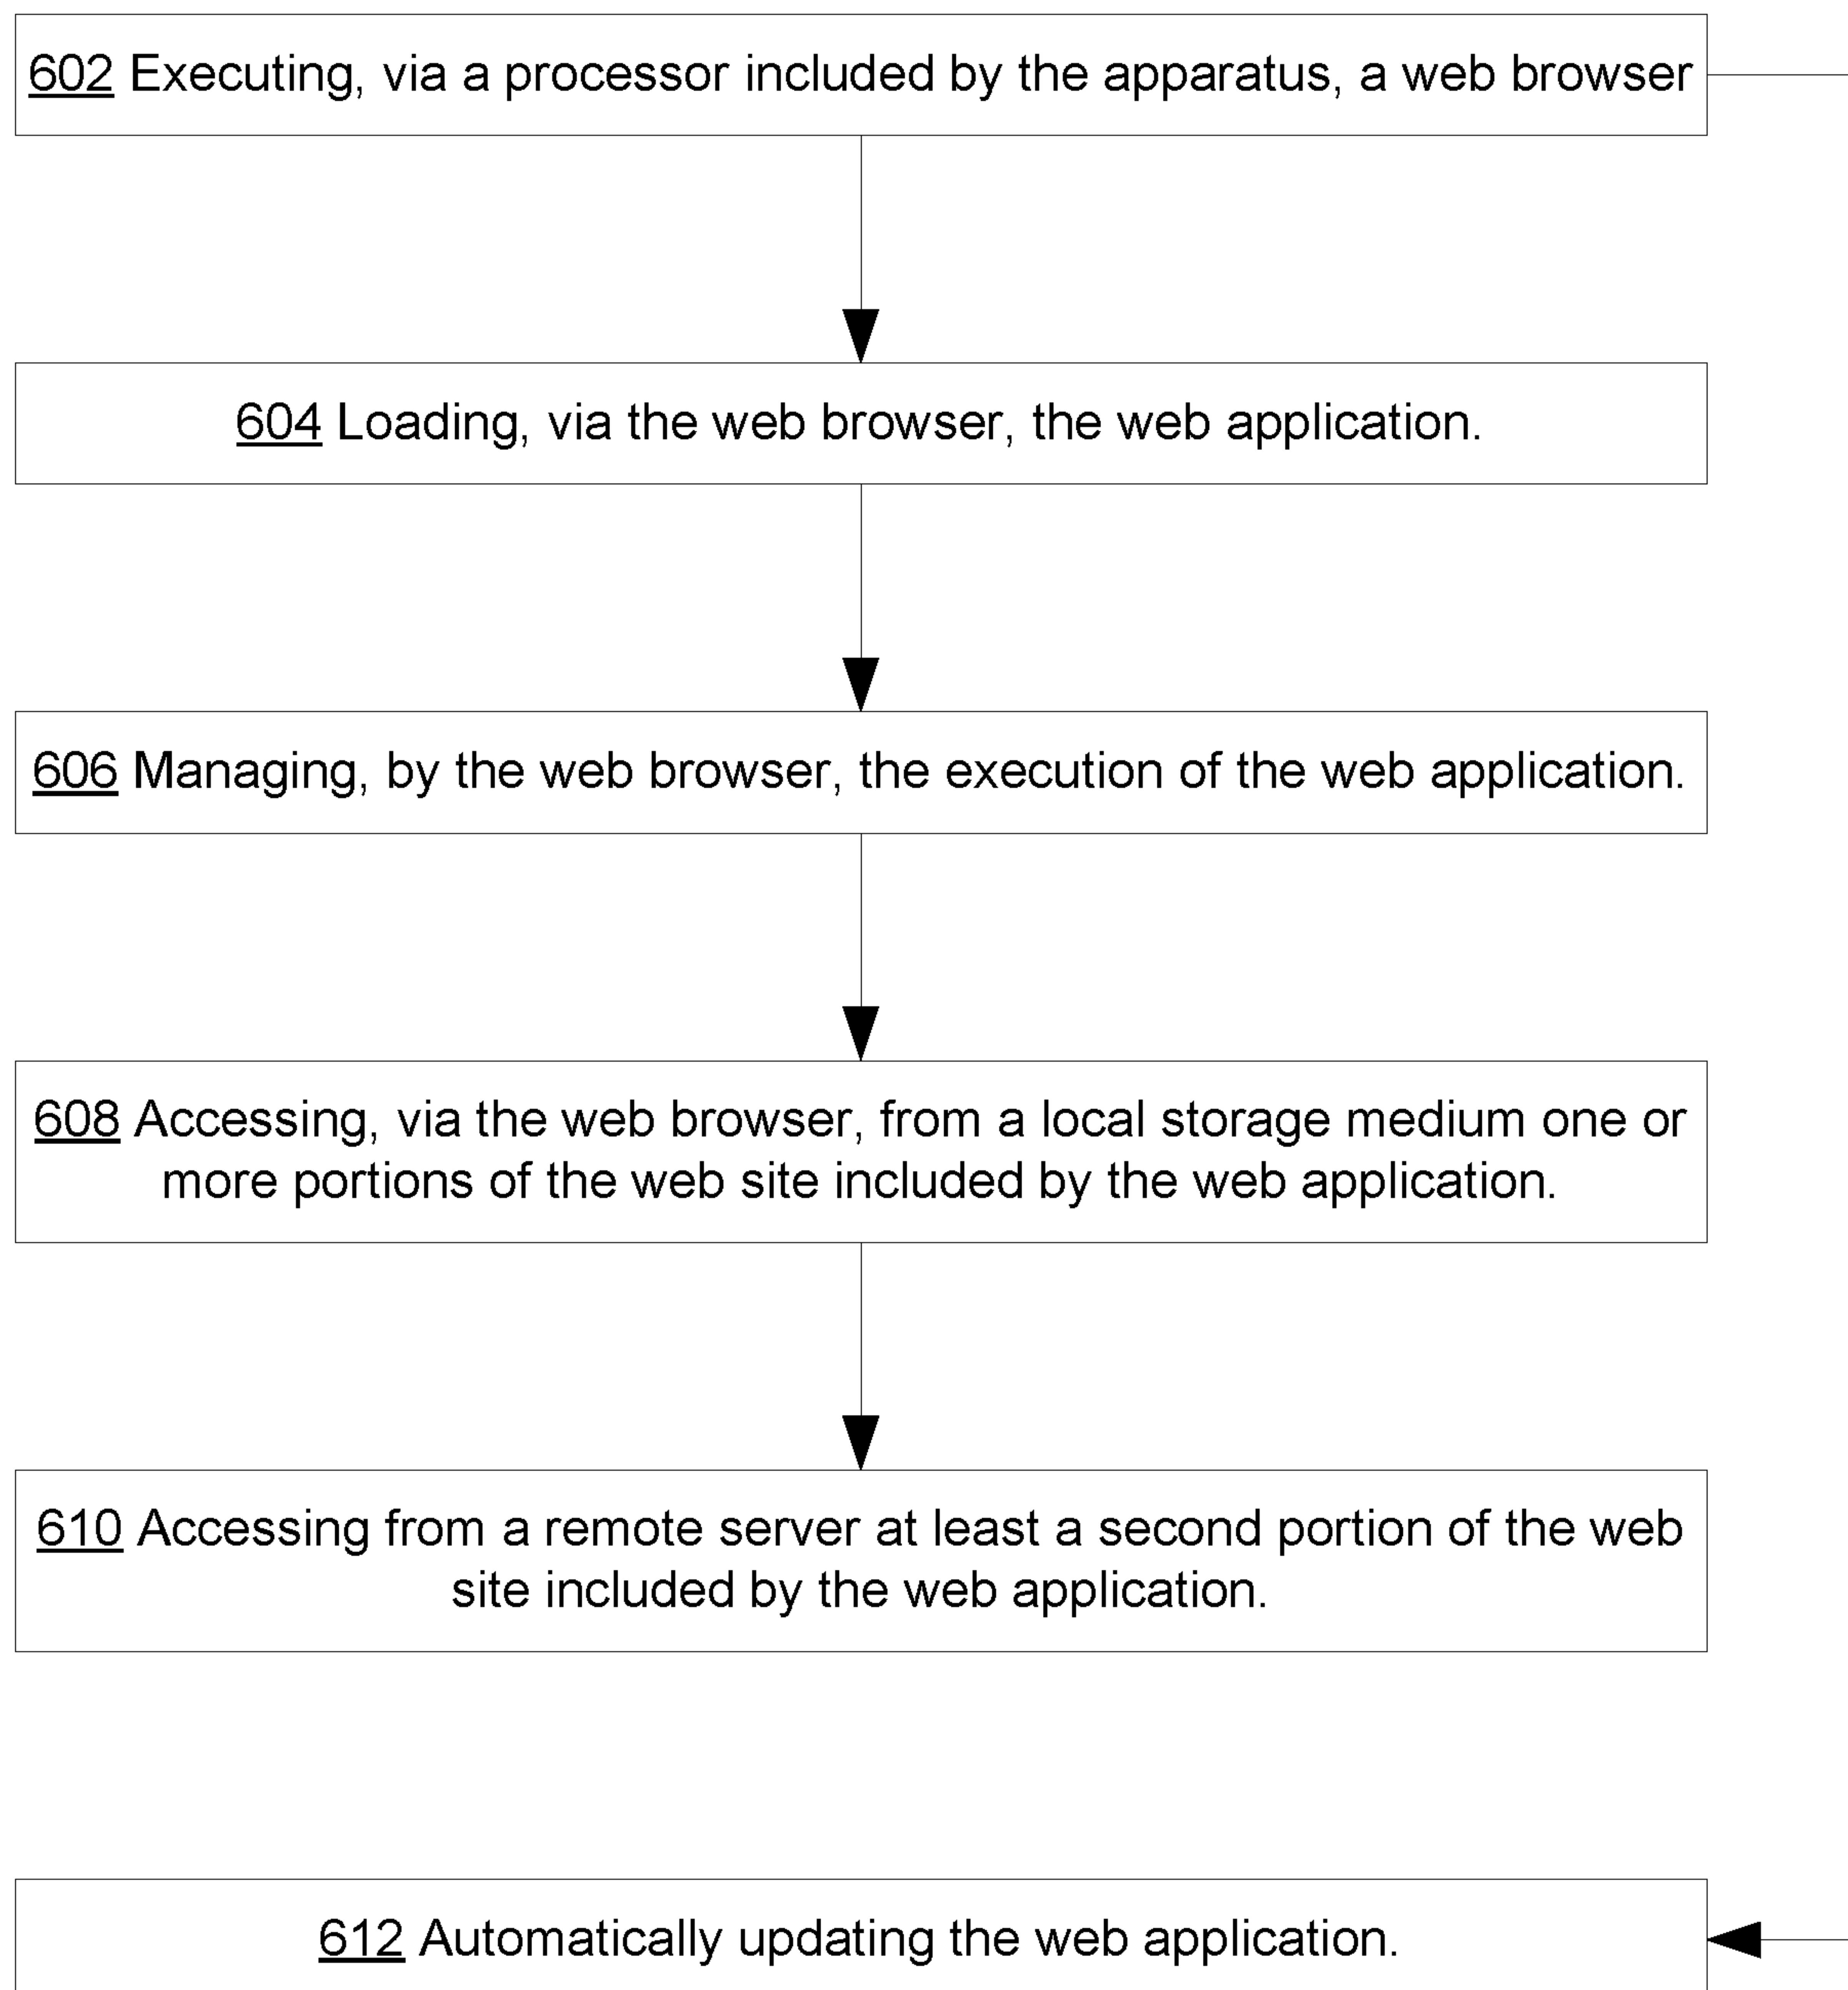 602 Executing, via a processor included by the apparatus, a web browser
604 Loading, via the web browser, the web application.
606 Managing, by the web browser, the execution of the web application.
608 Accessing, via the web browser, from a local storage medium one or
more portions of the web site included by the web application.
610 Accessing from a remote server at least a second portion of the web
site included by the web application.
612 Automatically updating the web application.